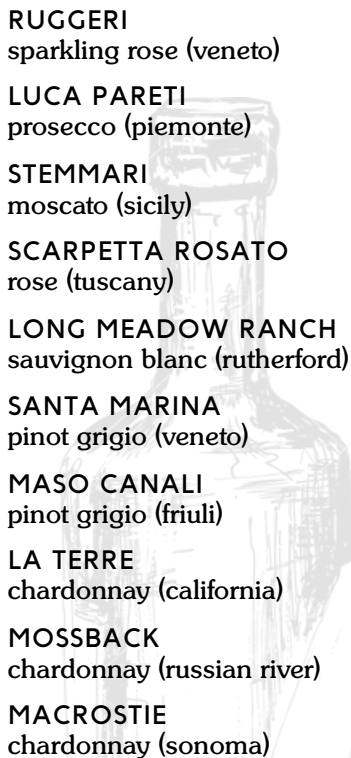 RUGGERI
sparkling rose (veneto)
LUCA PARETI
prosecco (piemonte)
STEMMARI
moscato (sicily)
SCARPETTA ROSATO
rose (tuscany)
LONG MEADOW RANCH
sauvignon blanc (rutherford)
SANTA MARINA
pinot grigio (veneto)
MASO CANALI
pinot grigio (friuli)
LA TERRE
chardonnay (california)
MOSSBACK
chardonnay (russian river)
MACROSTIE
chardonnay (sonoma)